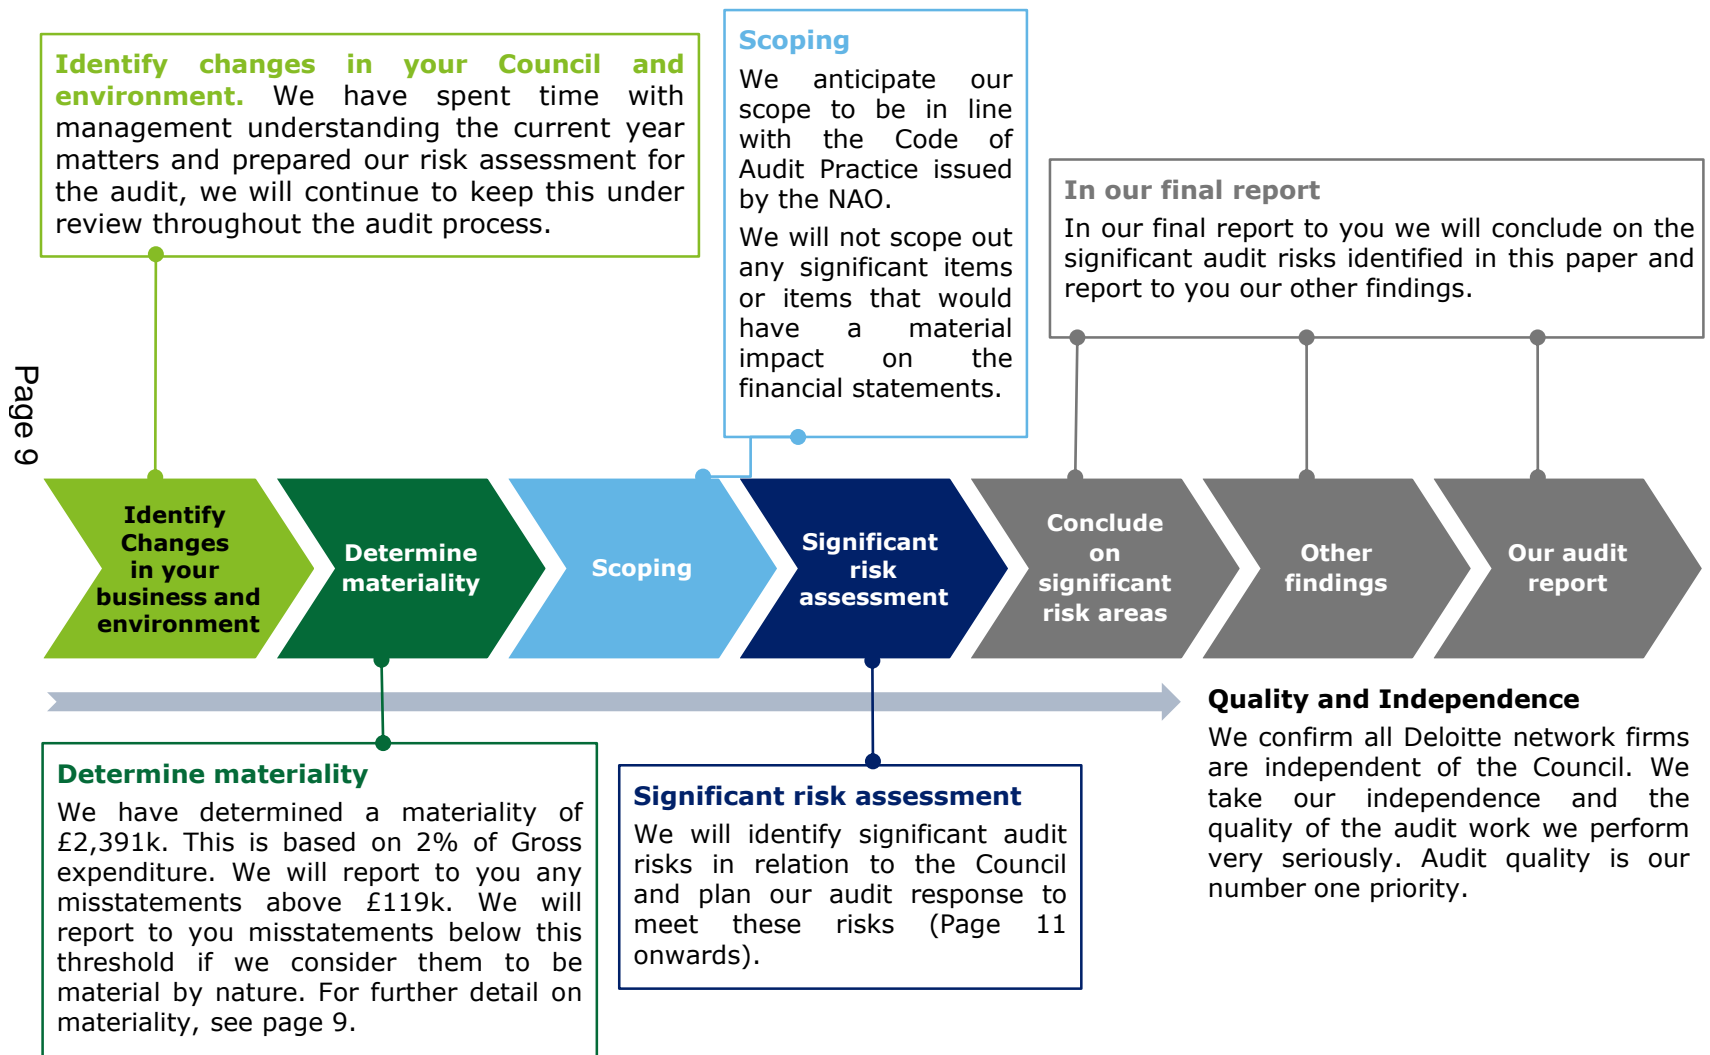 Identify changes in your Council and
environment. We have spent time with
management understanding the current year
matters and prepared our risk assessment for
the audit, we will continue to keep this under
review throughout the audit process.
Scoping
We anticipate our
scope to be in line
with the Code of
Audit Practice issued
by the NAO.
We will not scope out
any significant items
or items that would
have a material
impact on the
financial statements.
In our final report
In our final report to you we will conclude on the
significant audit risks identified in this paper and
report to you our other findings.
Page 9
Identify
Changes
in your
business and
environment
Determine
materiality
Scoping
Significant
risk
assessment
Conclude
on
significant
risk areas
Other
findings
Our audit
report
Determine materiality
We have determined a materiality of
£2,391k. This is based on 2% of Gross
expenditure. We will report to you any
misstatements above £119k. We will
report to you misstatements below this
threshold if we consider them to be
material by nature. For further detail on
materiality, see page 9.
Significant risk assessment
We will identify significant audit
risks in relation to the Council
and plan our audit response to
meet these risks (Page 11
onwards).
Quality and Independence
We confirm all Deloitte network firms
are independent of the Council. We
take our independence and the
quality of the audit work we perform
very seriously. Audit quality is our
number one priority.